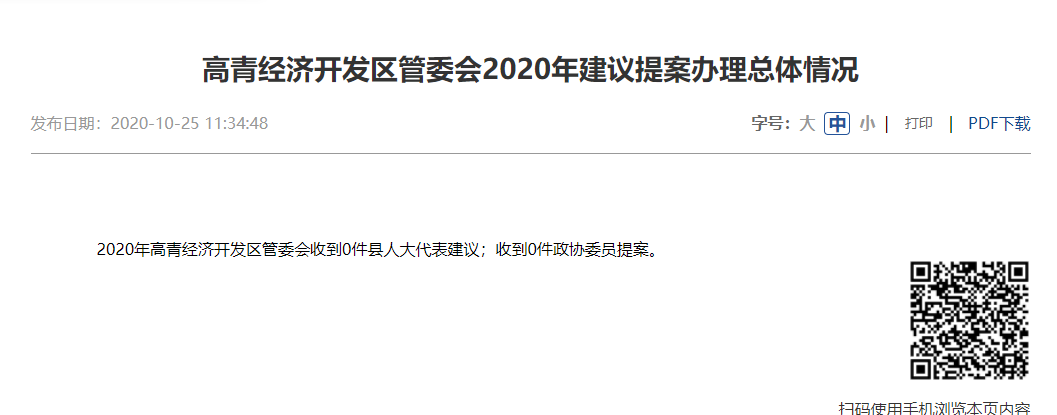 高青经济开发区管委会2020年建议提案办理总体情况
发布日期：2020-10-25 11:34:48
字号：大 中 小 | 打印 | PDF下载
2020年高青经济开发区管委会收到0件县人大代表建议；收到0件政协委员提案。
扫码使用手机浏览本页内容